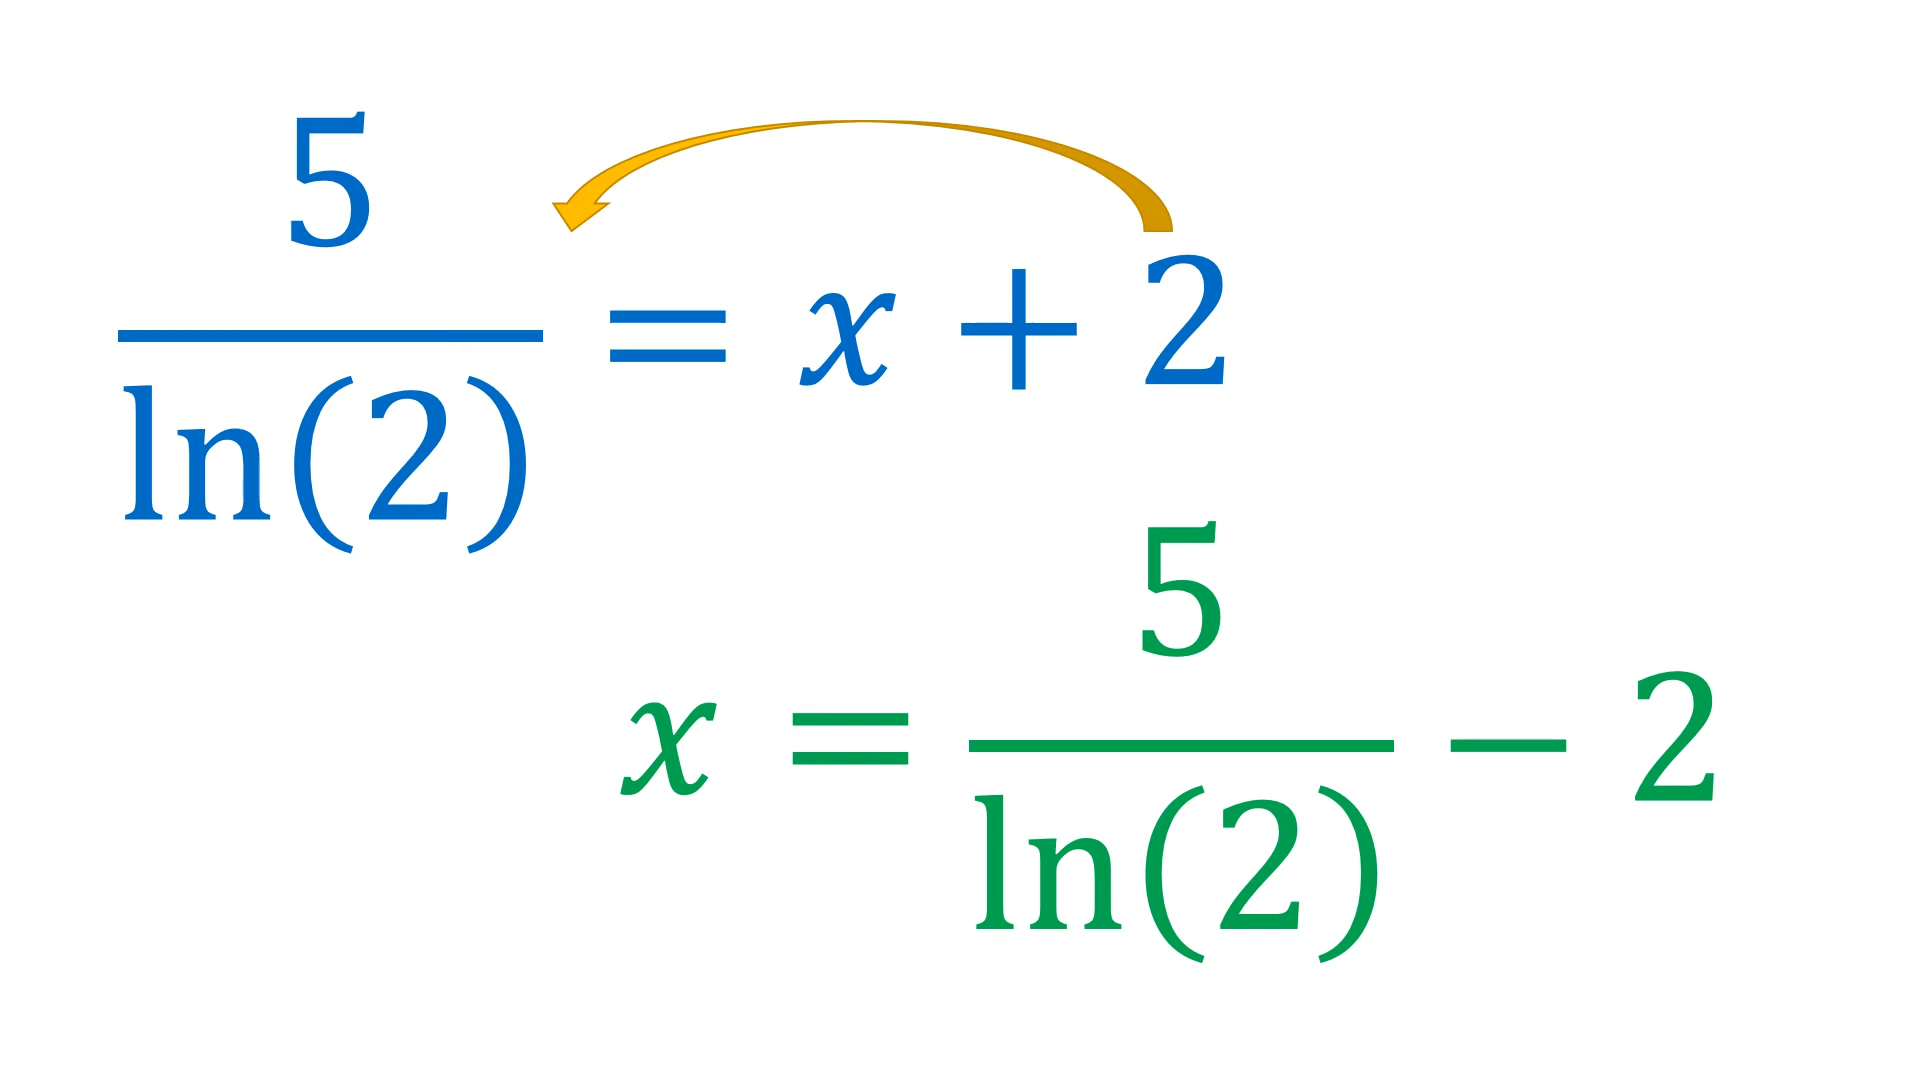 5/ln(2) = x + 2
x = 5/ln(2) − 2